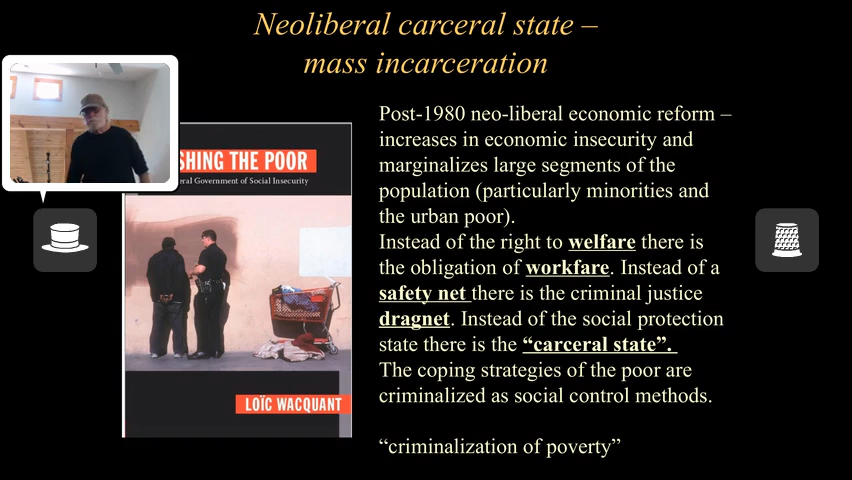 Neoliberal carceral state –
mass incarceration
SHING THE POOR
Government of Social Insecurity
LOÏC WACQUANT
Post-1980 neo-liberal economic reform –
increases in economic insecurity and
marginalizes large segments of the
population (particularly minorities and
the urban poor).
Instead of the right to welfare there is
the obligation of workfare. Instead of a
safety net there is the criminal justice
dragnet. Instead of the social protection
state there is the “carceral state”.
The coping strategies of the poor are
criminalized as social control methods.
“criminalization of poverty”